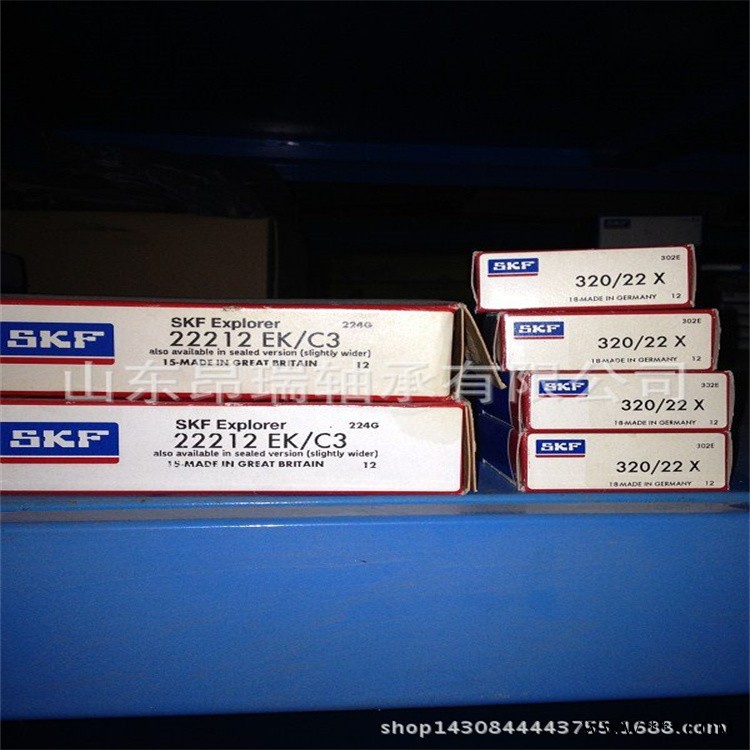 SKF
SKF Explorer
224G
22212 EK/C3
also available in sealed version (slightly wider)
15-MADE IN GREAT BRITAIN 12
SKF
SKF Explorer
224G
22212 EK/C3
also available in sealed version (slightly wider)
15-MADE IN GREAT BRITAIN 12
SKF
302E
320/22 X
18-MADE IN GERMANY 12
SKF
302E
320/22 X
18-MADE IN GERMANY 12
SKF
302E
320/22 X
18-MADE IN GERMANY 12
SKF
302E
320/22 X
18-MADE IN GERMANY 12
SKF
山东昂瑞轴承有限公司
shop1430844443755.1688.com